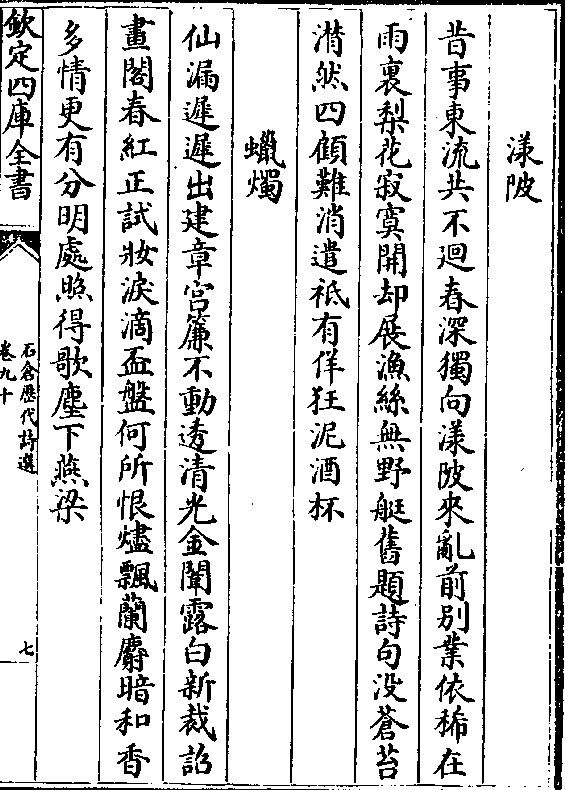 漾陂
昔事東流共不迴春深獨向漾陂來亂前別業依稀在
雨裏棃花寂寞開却展漁絲無野艇舊題詩句没蒼苔
潸然四顧難消遣祗有佯狂泥酒杯
蠟燭
仙漏遲遲出建章宮簾不動透清光金闈露白新裁詔
畫閣春紅正試妝淚滴盃盤何所恨燼飄蘭麝暗和香
多情更有分明處照得歌塵下燕梁
欽定四庫全書
石倉歷代詩選
卷九十
七